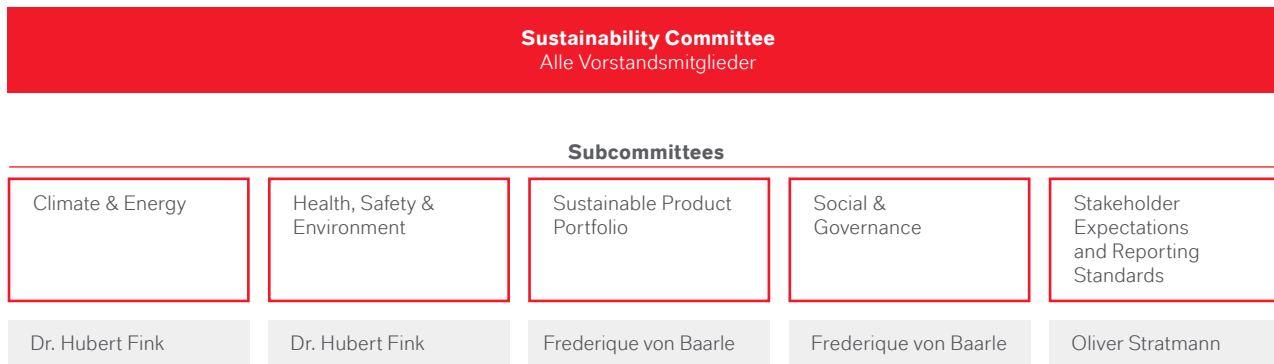 Sustainability Committee
Alle Vorstandsmitglieder
Subcommittees
Climate & Energy
Health, Safety &
Environment
Sustainable Product
Portfolio
Social &
Governance
Stakeholder
Expectations
and Reporting
Standards
Dr. Hubert Fink
Dr. Hubert Fink
Frederique von Baarle
Frederique von Baarle
Oliver Stratmann